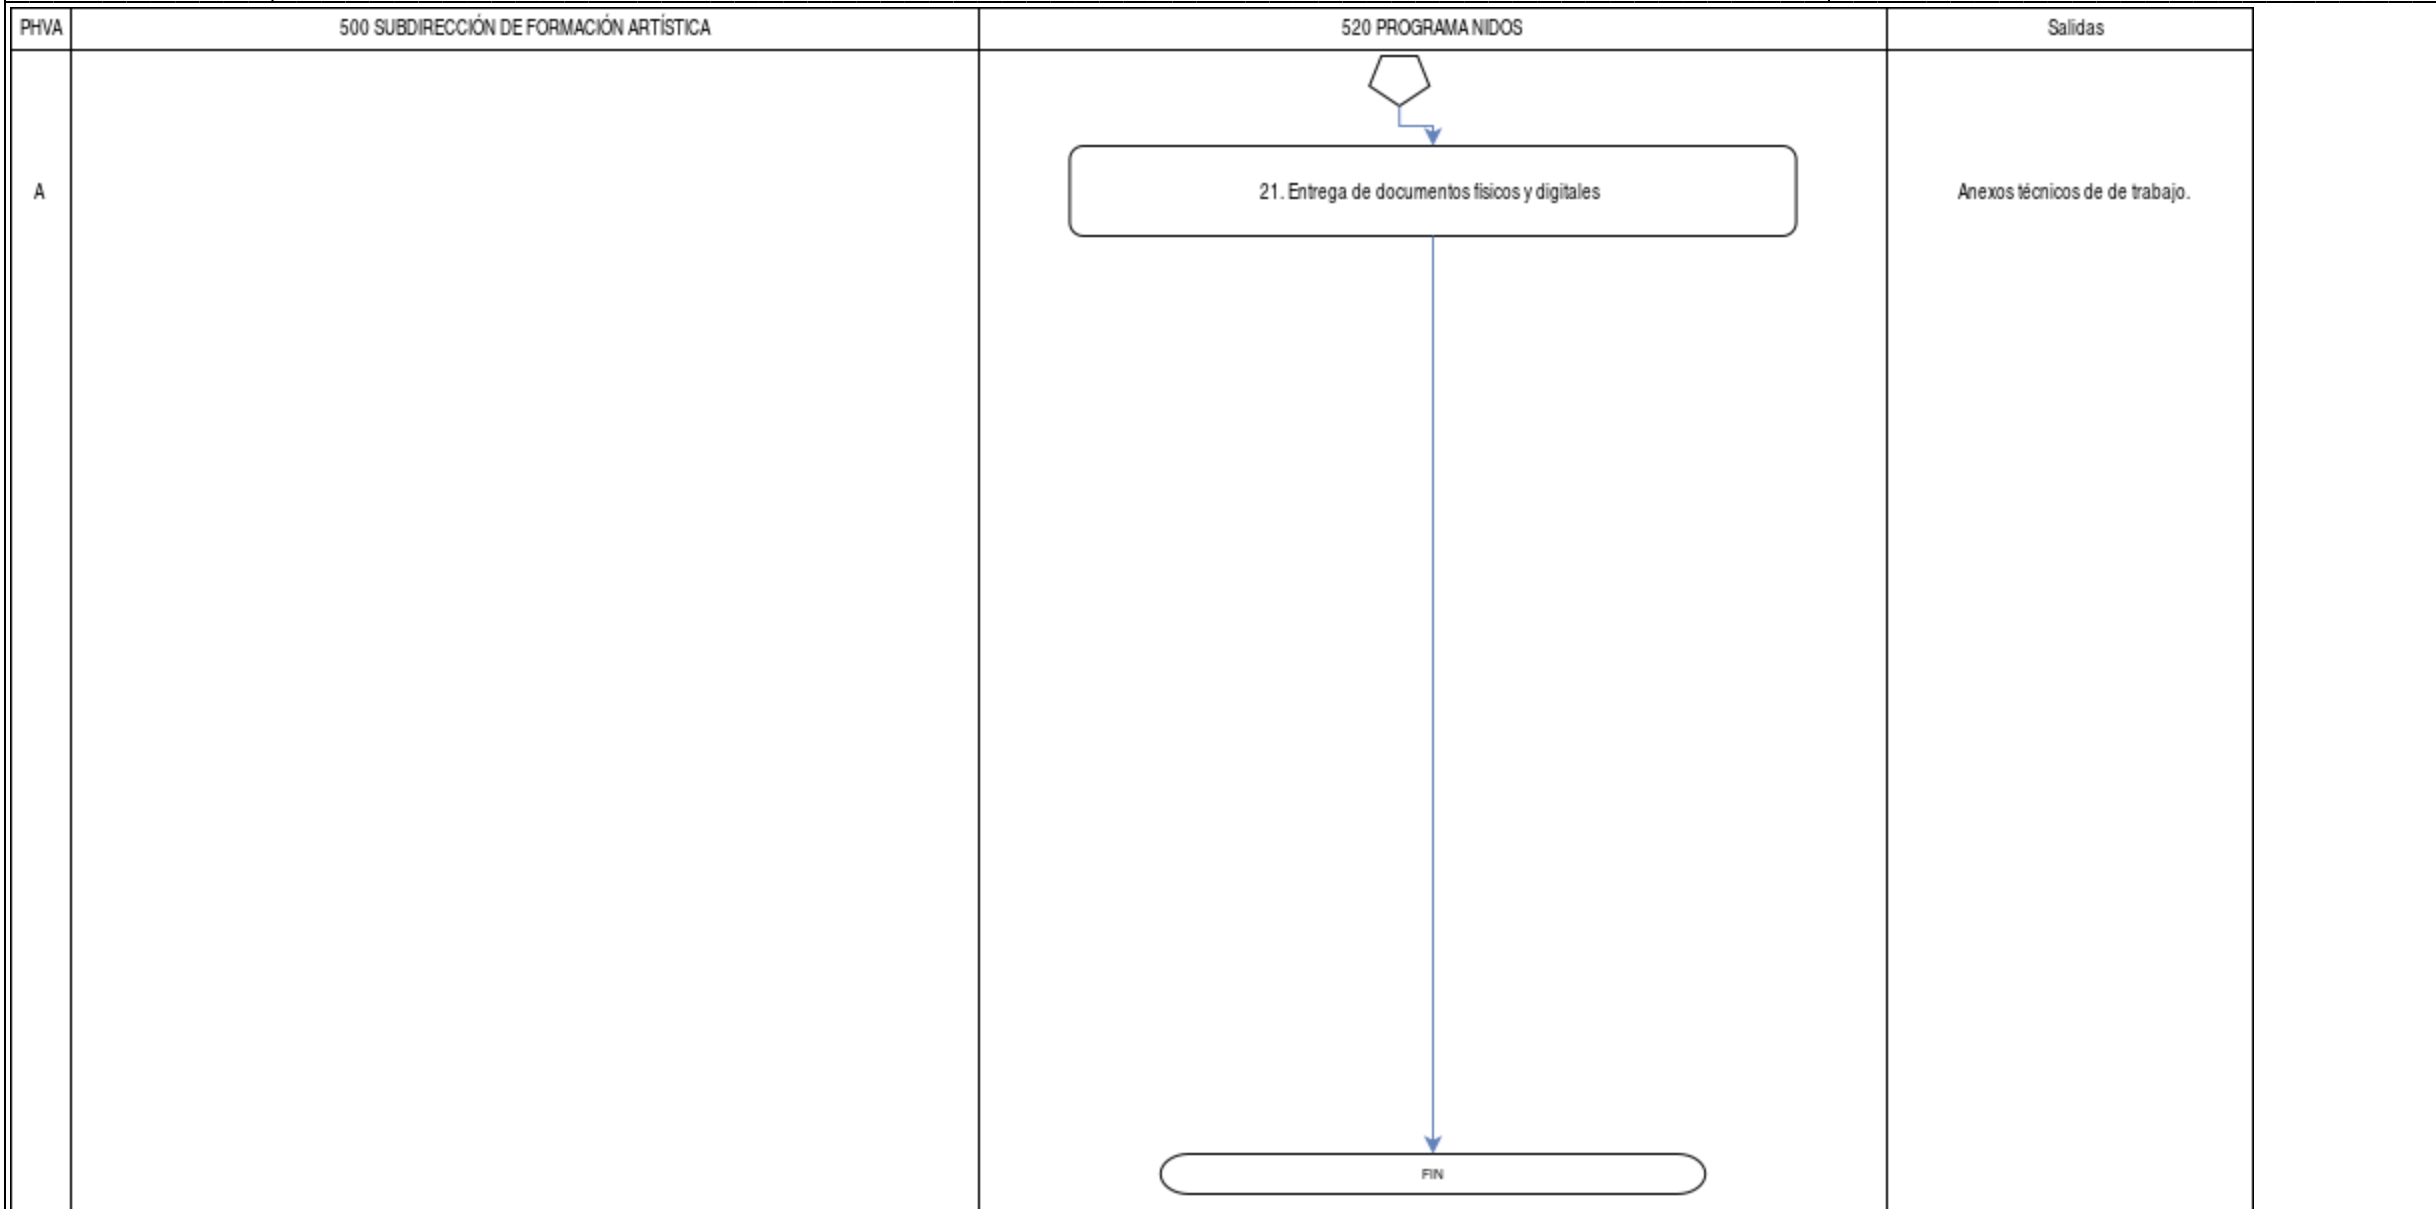 PHVA
500 SUBDIRECCIÓN DE FORMACIÓN ARTÍSTICA
520 PROGRAMA NIDOS
Salidas
A
21. Entrega de documentos físicos y digitales
Anexos técnicos de de trabajo.
FIN